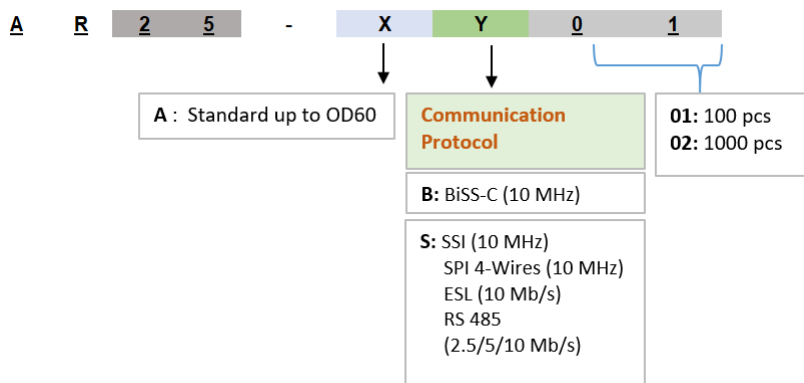 A R 2 5 - X Y 0 1
A : Standard up to OD60
Communication
Protocol
01: 100 pcs
02: 1000 pcs
B: BiSS-C (10 MHz)
S: SSI (10 MHz)
SPI 4-Wires (10 MHz)
ESL (10 Mb/s)
RS 485
(2.5/5/10 Mb/s)